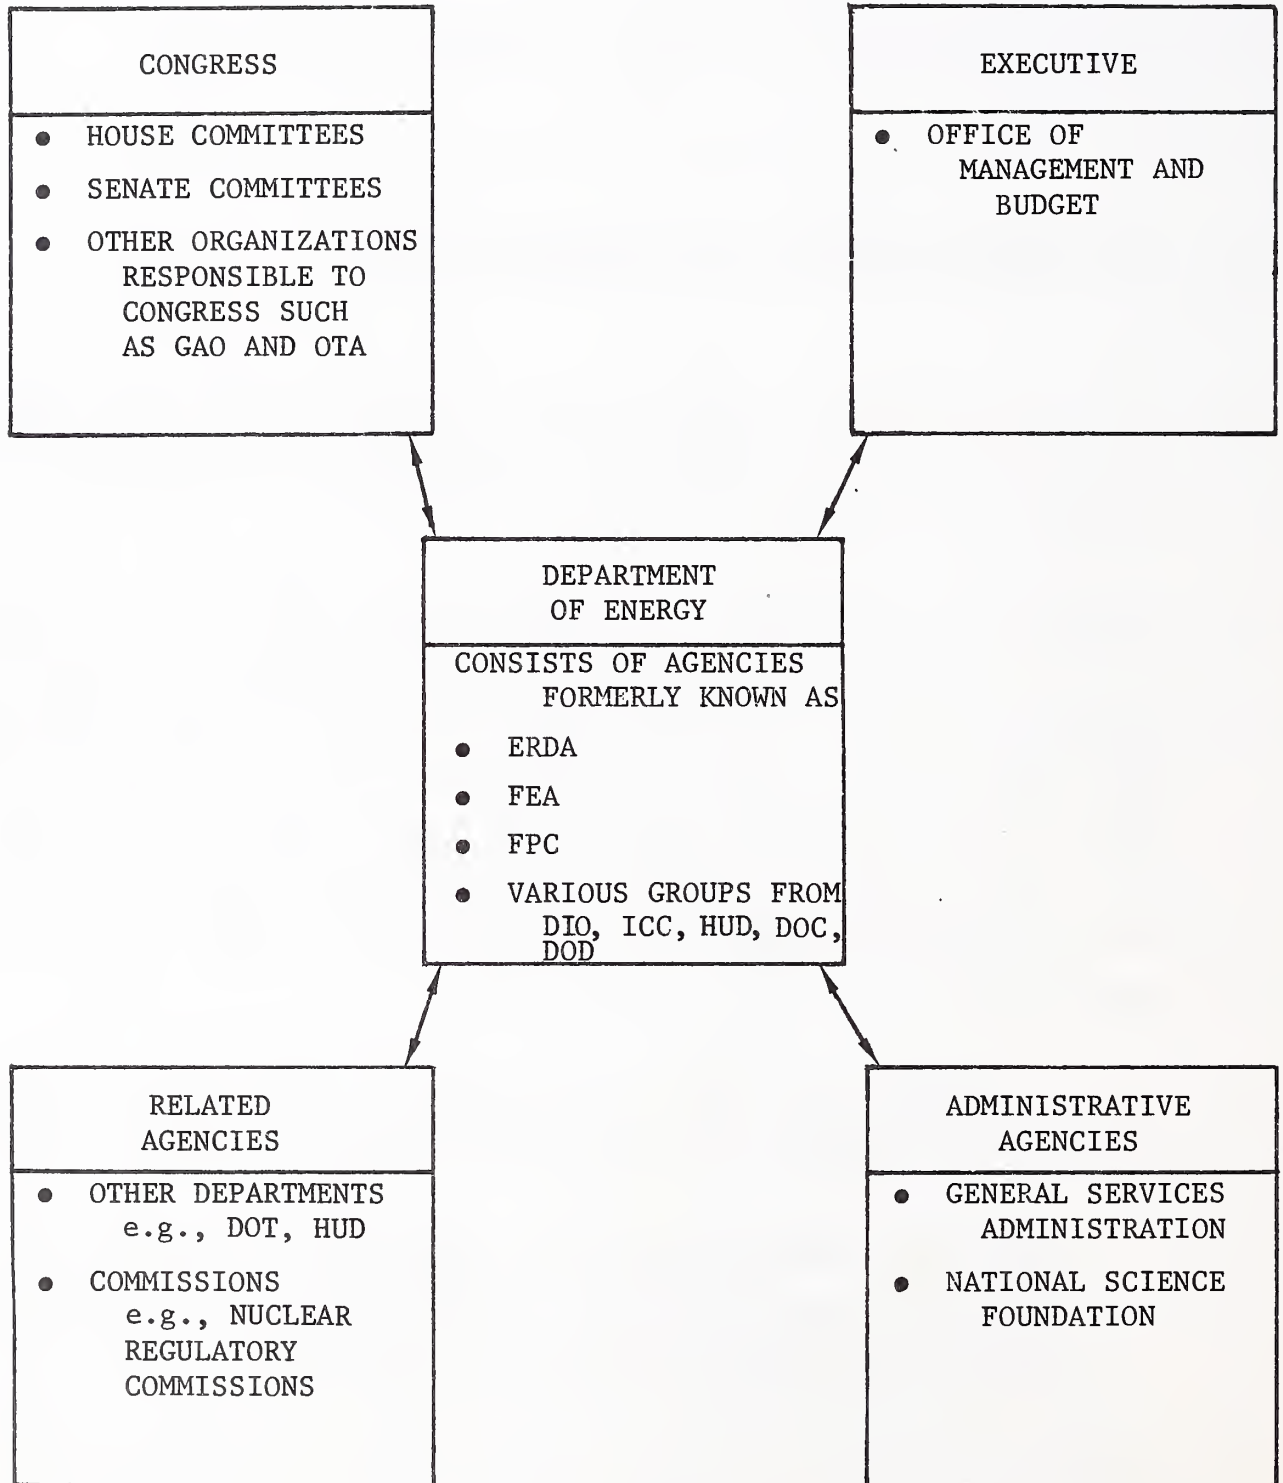 CONGRESS
● HOUSE COMMITTEES
● SENATE COMMITTEES
● OTHER ORGANIZATIONS
RESPONSIBLE TO
CONGRESS SUCH
AS GAO AND OTA
EXECUTIVE
● OFFICE OF
MANAGEMENT AND
BUDGET
DEPARTMENT
OF ENERGY
CONSISTS OF AGENCIES
FORMERLY KNOWN AS
● ERDA
● FEA
● FPC
● VARIOUS GROUPS FROM
DIO, ICC, HUD, DOC,
DOD
RELATED
AGENCIES
● OTHER DEPARTMENTS
e.g., DOT, HUD
● COMMISSIONS
e.g., NUCLEAR
REGULATORY
COMMISSIONS
ADMINISTRATIVE
AGENCIES
● GENERAL SERVICES
ADMINISTRATION
● NATIONAL SCIENCE
FOUNDATION